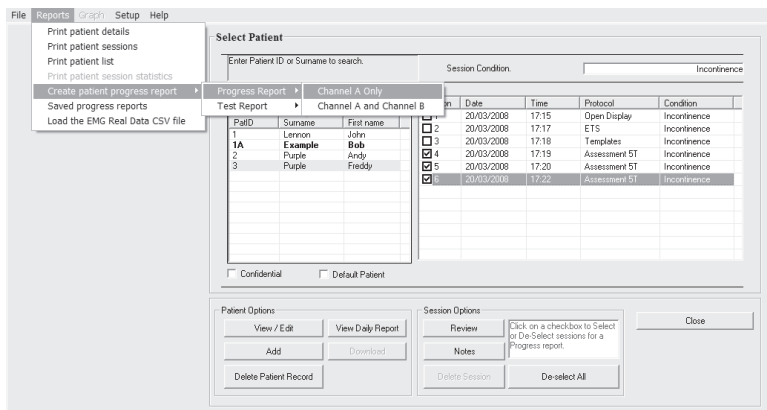 File Reports Graph Setup Help
Print patient details
Print patient sessions
Print patient list
Print patient session statistics
Create patient progress report
Saved progress reports
Load the EMG Real Data CSV file
Progress Report
Test Report
Channel A Only
Channel A and Channel B
Select Patient
Enter Patient ID or Surname to search.
Session Condition. Incontinence
PatID Surname First name
1 Lennon John
1A Example Bob
2 Purple Andy
3 Purple Freddy
Date Time Protocol Condition
1 20/03/2008 17:15 Open Display Incontinence
2 20/03/2008 17:17 ETS Incontinence
3 20/03/2008 17:18 Templates Incontinence
4 20/03/2008 17:19 Assessment 5T Incontinence
5 20/03/2008 17:20 Assessment 5T Incontinence
6 20/03/2008 17:22 Assessment 5T Incontinence
Confidential Default Patient
Patient Options
View / Edit View Daily Report
Add Download
Delete Patient Record
Session Options
Review
Notes
Delete Session
Click on a checkbox to Select
or De-Select sessions for a
Progress report.
De-select All
Close